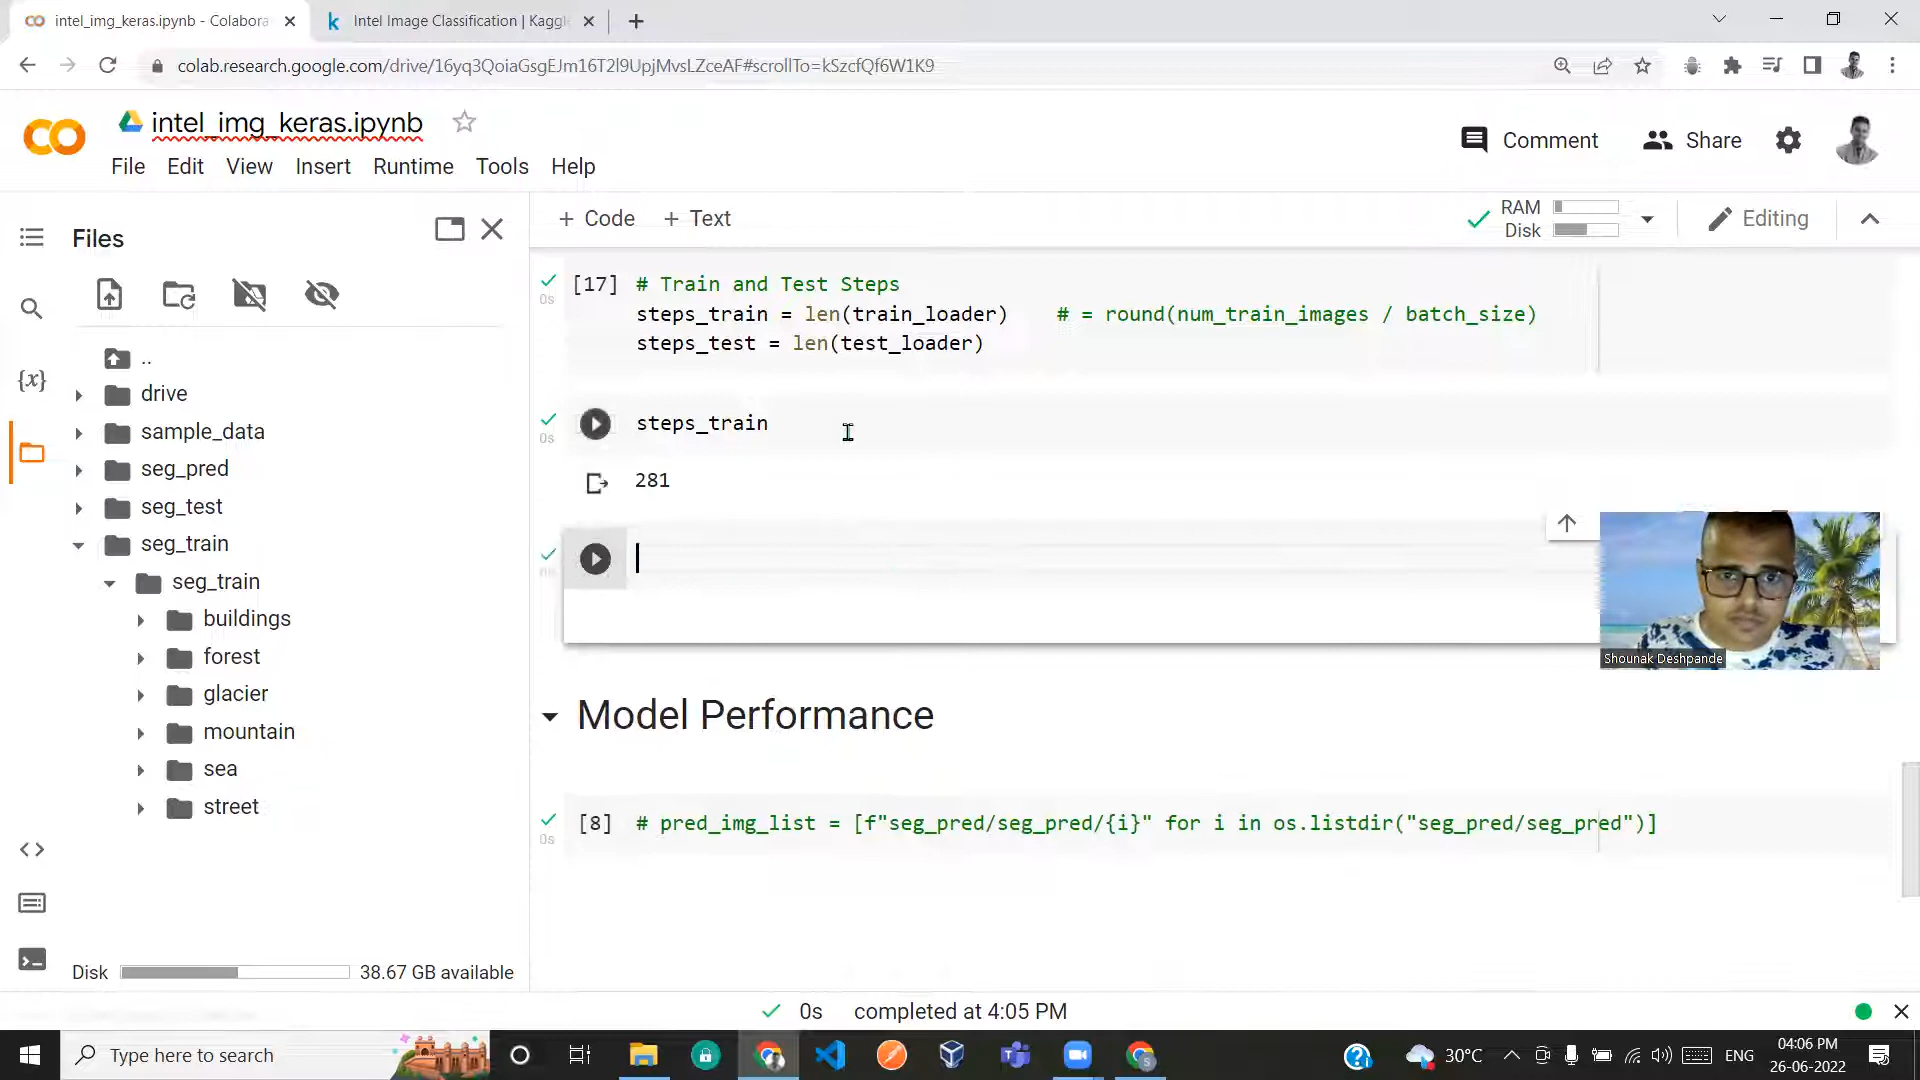 intel_img_keras.ipynb - Colabora
Intel Image Classification | Kaggle
colab.research.google.com/drive/16yq3QoiaGsgEJm16T2l9UpjMvsLZceAF#scrollTo=kSzcfQf6W1K9
intel_img_keras.ipynb
File Edit View Insert Runtime Tools Help
Comment Share
Files
+ Code + Text
RAM
Disk
Editing
..
drive
sample_data
seg_pred
seg_test
seg_train
seg_train
buildings
forest
glacier
mountain
sea
street
Disk 38.67 GB available
0s
[17] # Train and Test Steps
steps_train = len(train_loader) # = round(num_train_images / batch_size)
steps_test = len(test_loader)
0s
steps_train
281
0s
Shounak Deshpande
Model Performance
0s
[8] # pred_img_list = [f"seg_pred/seg_pred/{i}" for i in os.listdir("seg_pred/seg_pred")]
0s completed at 4:05 PM
Type here to search
30°C
ENG
04:06 PM
26-06-2022